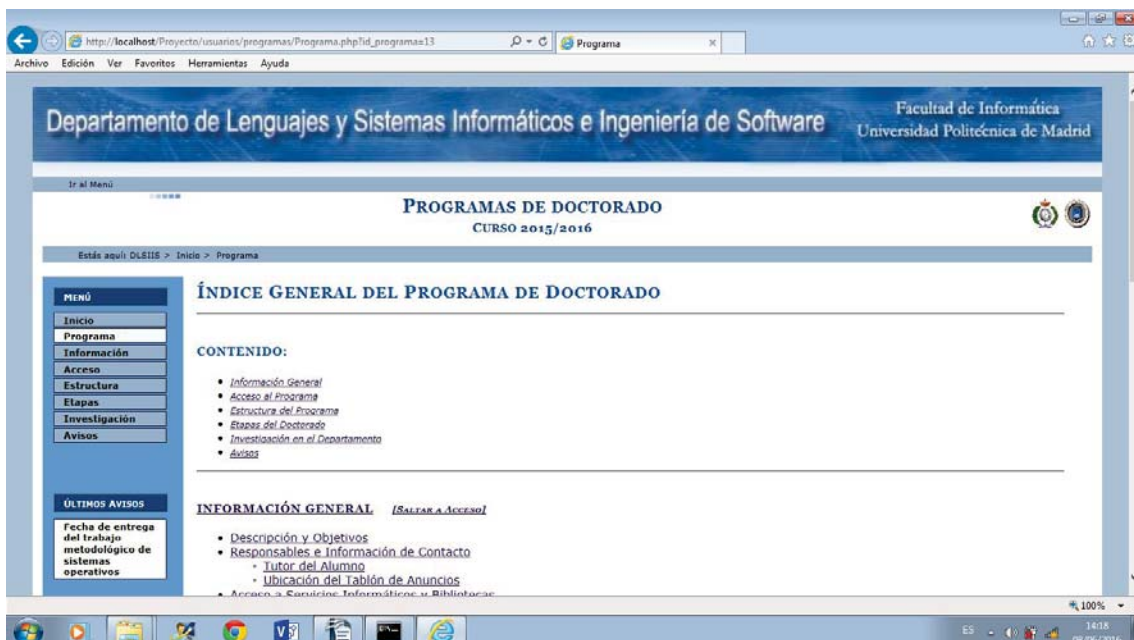 http://localhost/Proyecto/usuarios/programas/Programa.php?id_programa=13
Programa
Archivo Edición Ver Favoritos Herramientas Ayuda
Departamento de Lenguajes y Sistemas Informáticos e Ingeniería de Software
Facultad de Informática
Universidad Politécnica de Madrid
Ir al Menú
PROGRAMAS DE DOCTORADO
CURSO 2015/2016
Estás aquí: DLSIIS > Inicio > Programa
MENÚ
Inicio
Programa
Información
Acceso
Estructura
Etapas
Investigación
Avisos
ÍNDICE GENERAL DEL PROGRAMA DE DOCTORADO
CONTENIDO:
Información General
Acceso al Programa
Estructura del Programa
Etapas del Doctorado
Investigación en el Departamento
Avisos
ÚLTIMOS AVISOS
Fecha de entrega
del trabajo
metodológico de
sistemas
operativos
INFORMACIÓN GENERAL [SALTAR A ACCESO]
Descripción y Objetivos
Responsables e Información de Contacto
Tutor del Alumno
Ubicación del Tablón de Anuncios
Acceso a Servicios Informáticos y Bibliotecas
100%
ES
14:18